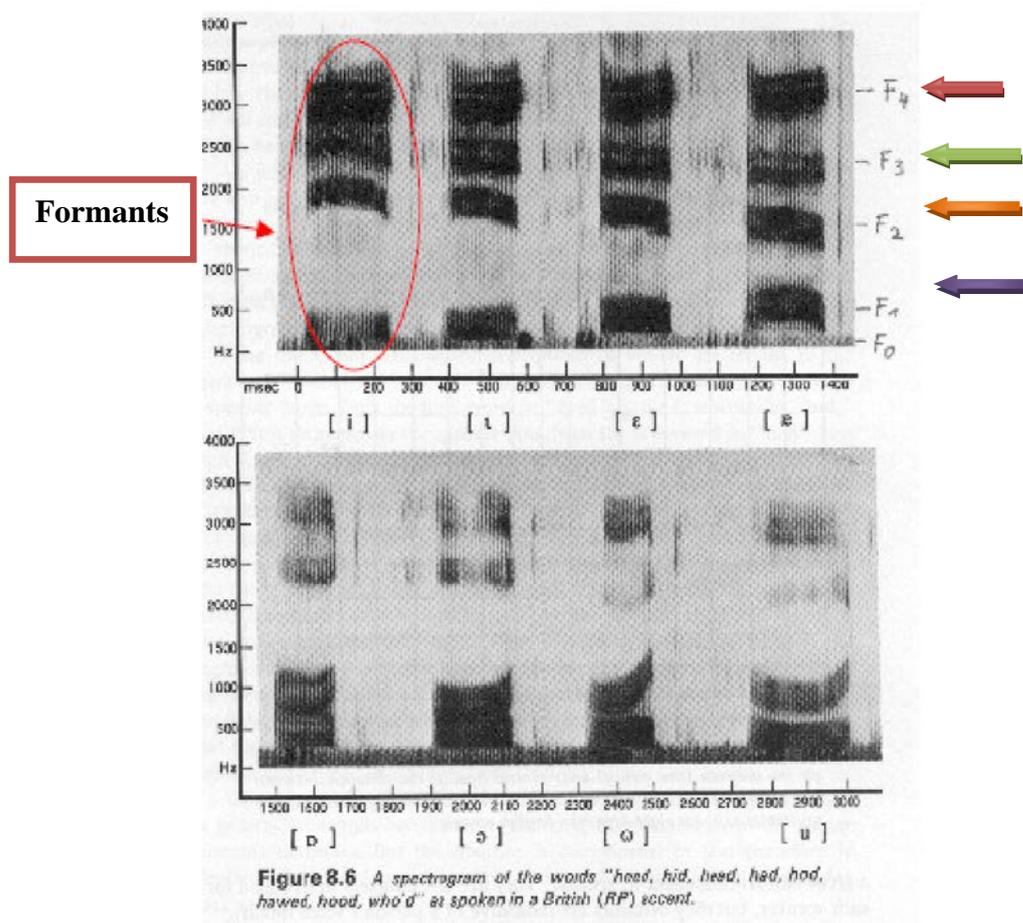 4000
3500
3000
2500
2000
1500
1000
500
Hz
Formants
F4
F3
F2
F1
F0
msec 0 200 300 400 500 600 700 800 900 1000 1100 1200 1300 1400
[ i ] [ ɩ ] [ ɛ ] [ æ ]
4000
3500
3000
2500
2000
1500
1000
500
Hz
1500 1600 1700 1800 1900 2000 2100 2200 2300 2400 2500 2600 2700 2800 2900 3000
[ ɒ ] [ ɔ ] [ ɷ ] [ u ]
Figure 8.6 A spectrogram of the words "heed, hid, head, had, hod,
hawed, hood, who'd" as spoken in a British (RP) accent.